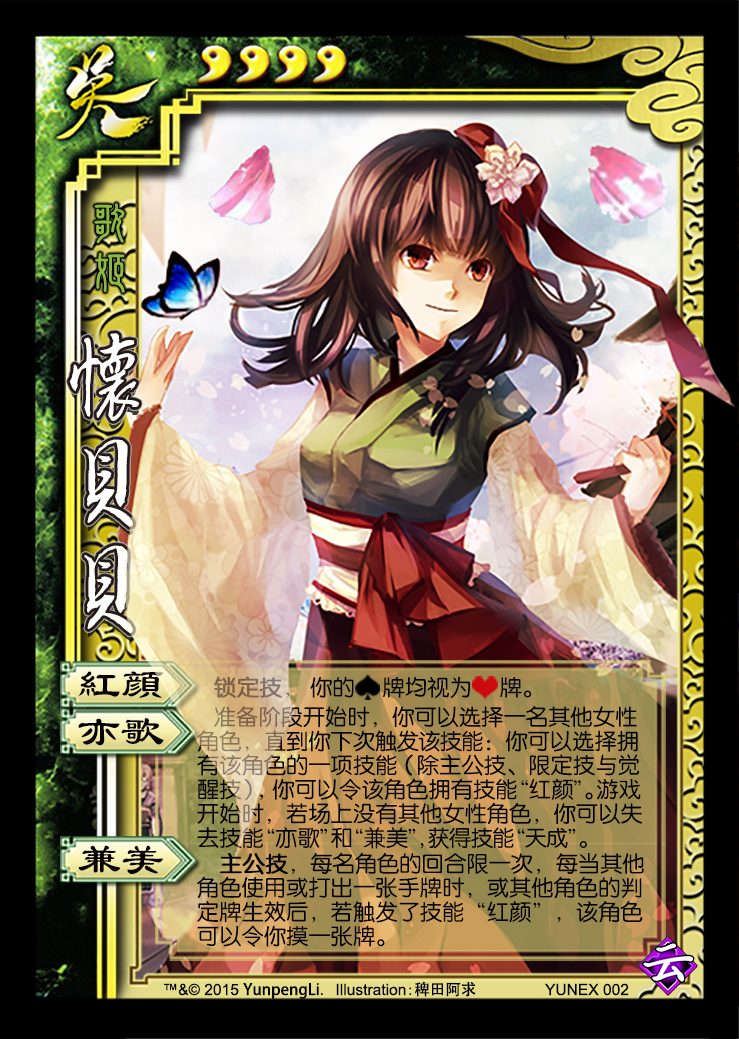 吴
歌姬
懷貝貝
紅顔
锁定技，你的♠牌均视为♥牌。
亦歌
准备阶段开始时，你可以选择一名其他女性
角色，直到你下次触发该技能：你可以选择拥
有该角色的一项技能（除主公技、限定技与觉
醒技），你可以令该角色拥有技能“红颜”。游戏
开始时，若场上没有其他女性角色，你可以失
去技能“亦歌”和“兼美”，获得技能“天成”。
兼美
主公技，每名角色的回合限一次，每当其他
角色使用或打出一张手牌时，或其他角色的判
定牌生效后，若触发了技能“红颜”，该角色
可以令你摸一张牌。
云
™&© 2015 YunpengLi. Illustration：稗田阿求 YUNEX 002